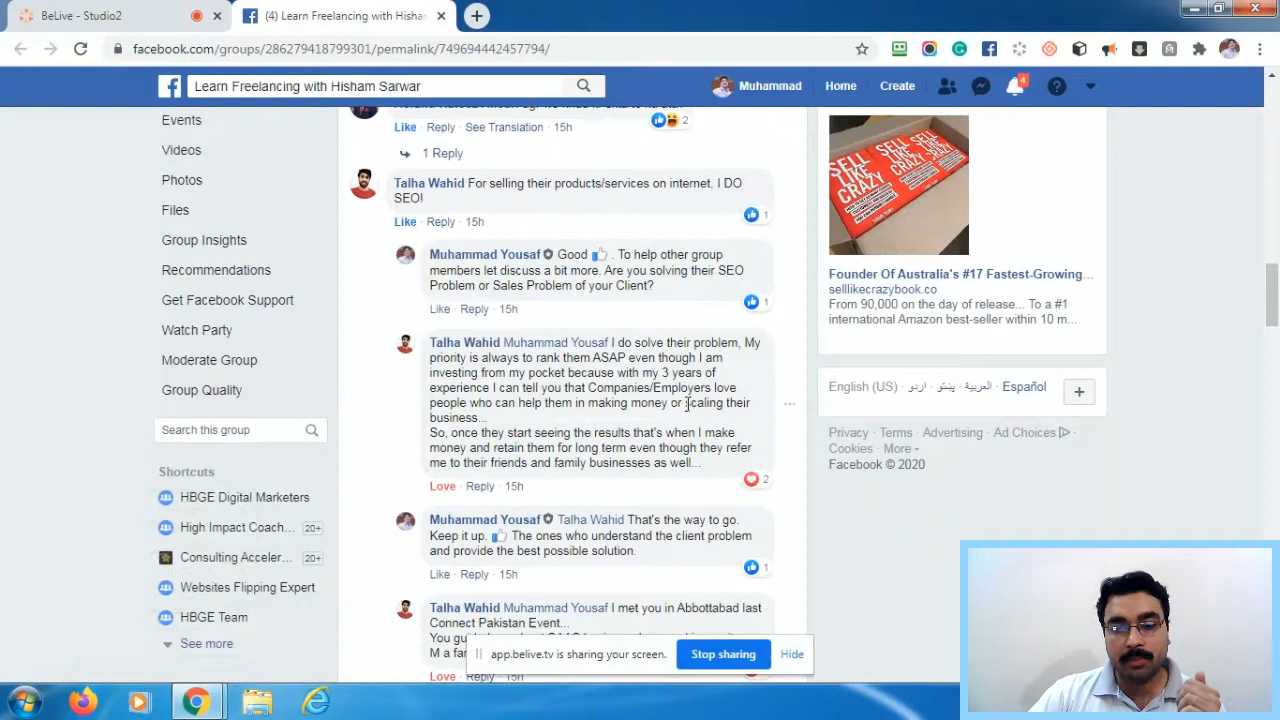 BeLive - Studio2
(4) Learn Freelancing with Hisham
facebook.com/groups/286279418799301/permalink/749694442457794/
Learn Freelancing with Hisham Sarwar
Muhammad
Home
Create
4
Events
Videos
Photos
Files
Group Insights
Recommendations
Get Facebook Support
Watch Party
Moderate Group
Group Quality
Search this group
Shortcuts
HBGE Digital Marketers
High Impact Coach... 20+
Consulting Acceler... 20+
Websites Flipping Expert
HBGE Team
See more
2
Like · Reply · See Translation · 15h
1 Reply
Talha Wahid For selling their products/services on internet, I DO
SEO!
1
Like · Reply · 15h
Muhammad Yousaf Good 👍 . To help other group
members let discuss a bit more. Are you solving their SEO
Problem or Sales Problem of your Client?
1
Like · Reply · 15h
Talha Wahid Muhammad Yousaf I do solve their problem, My
priority is always to rank them ASAP even though I am
investing from my pocket because with my 3 years of
experience I can tell you that Companies/Employers love
people who can help them in making money or scaling their
business...
So, once they start seeing the results that's when I make
money and retain them for long term even though they refer
me to their friends and family businesses as well...
2
Love · Reply · 15h
Muhammad Yousaf Talha Wahid That's the way to go.
Keep it up. 👍 The ones who understand the client problem
and provide the best possible solution.
1
Like · Reply · 15h
Talha Wahid Muhammad Yousaf I met you in Abbottabad last
Connect Pakistan Event...
You
M a
Love · Reply · 15h
app.belive.tv is sharing your screen.
Stop sharing
Hide
SELL LIKE CRAZY
SELL LIKE CRAZY
SELL LIKE CRAZY
Founder Of Australia's #17 Fastest-Growing...
selllikecrazybook.co
From 90,000 on the day of release... To a #1
international Amazon best-seller within 10 m...
English (US) · اردو · پښتو · العربية · Español
Privacy · Terms · Advertising · Ad Choices ·
Cookies · More
Facebook © 2020